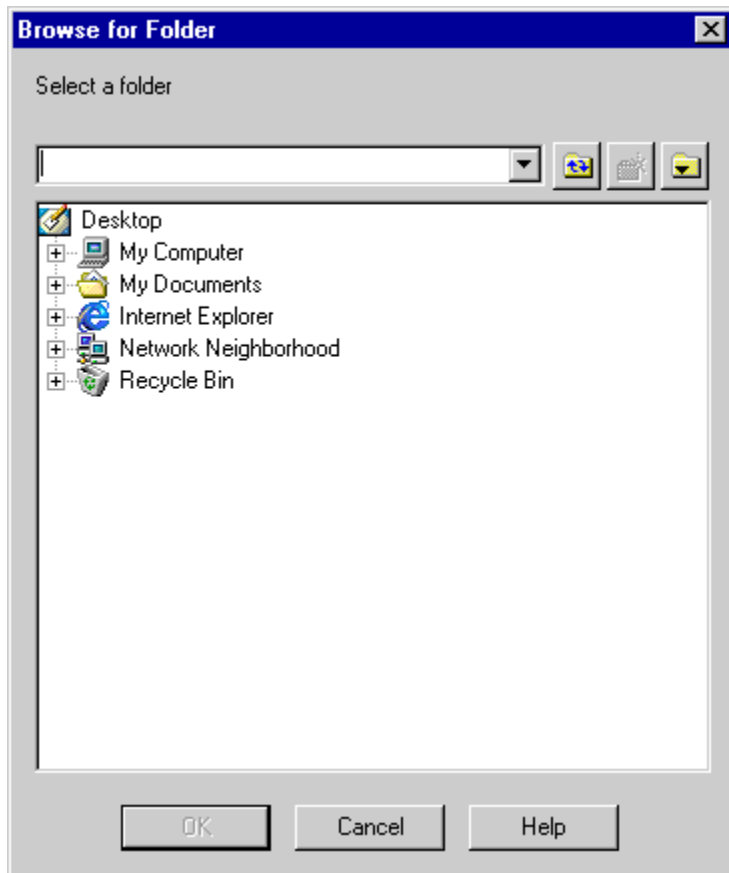 Browse for Folder
Select a folder
Desktop
My Computer
My Documents
Internet Explorer
Network Neighborhood
Recycle Bin
OK Cancel Help